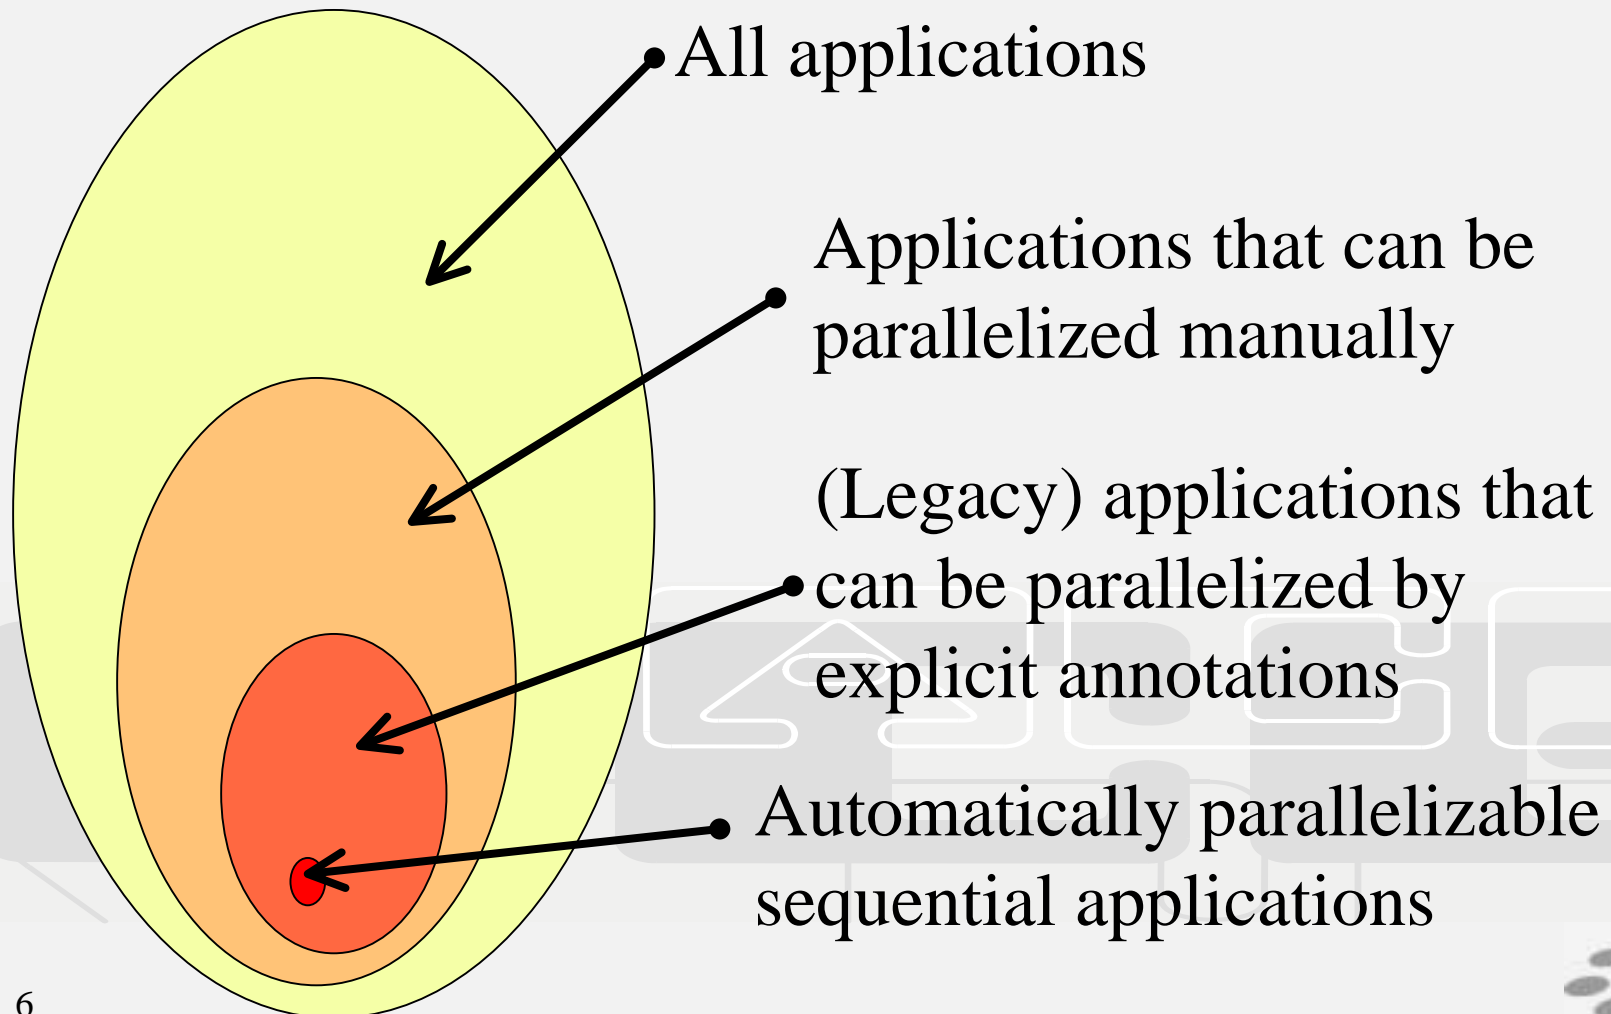 All applications
Applications that can be
parallelized manually
(Legacy) applications that
can be parallelized by
explicit annotations
Automatically parallelizable
sequential applications
6